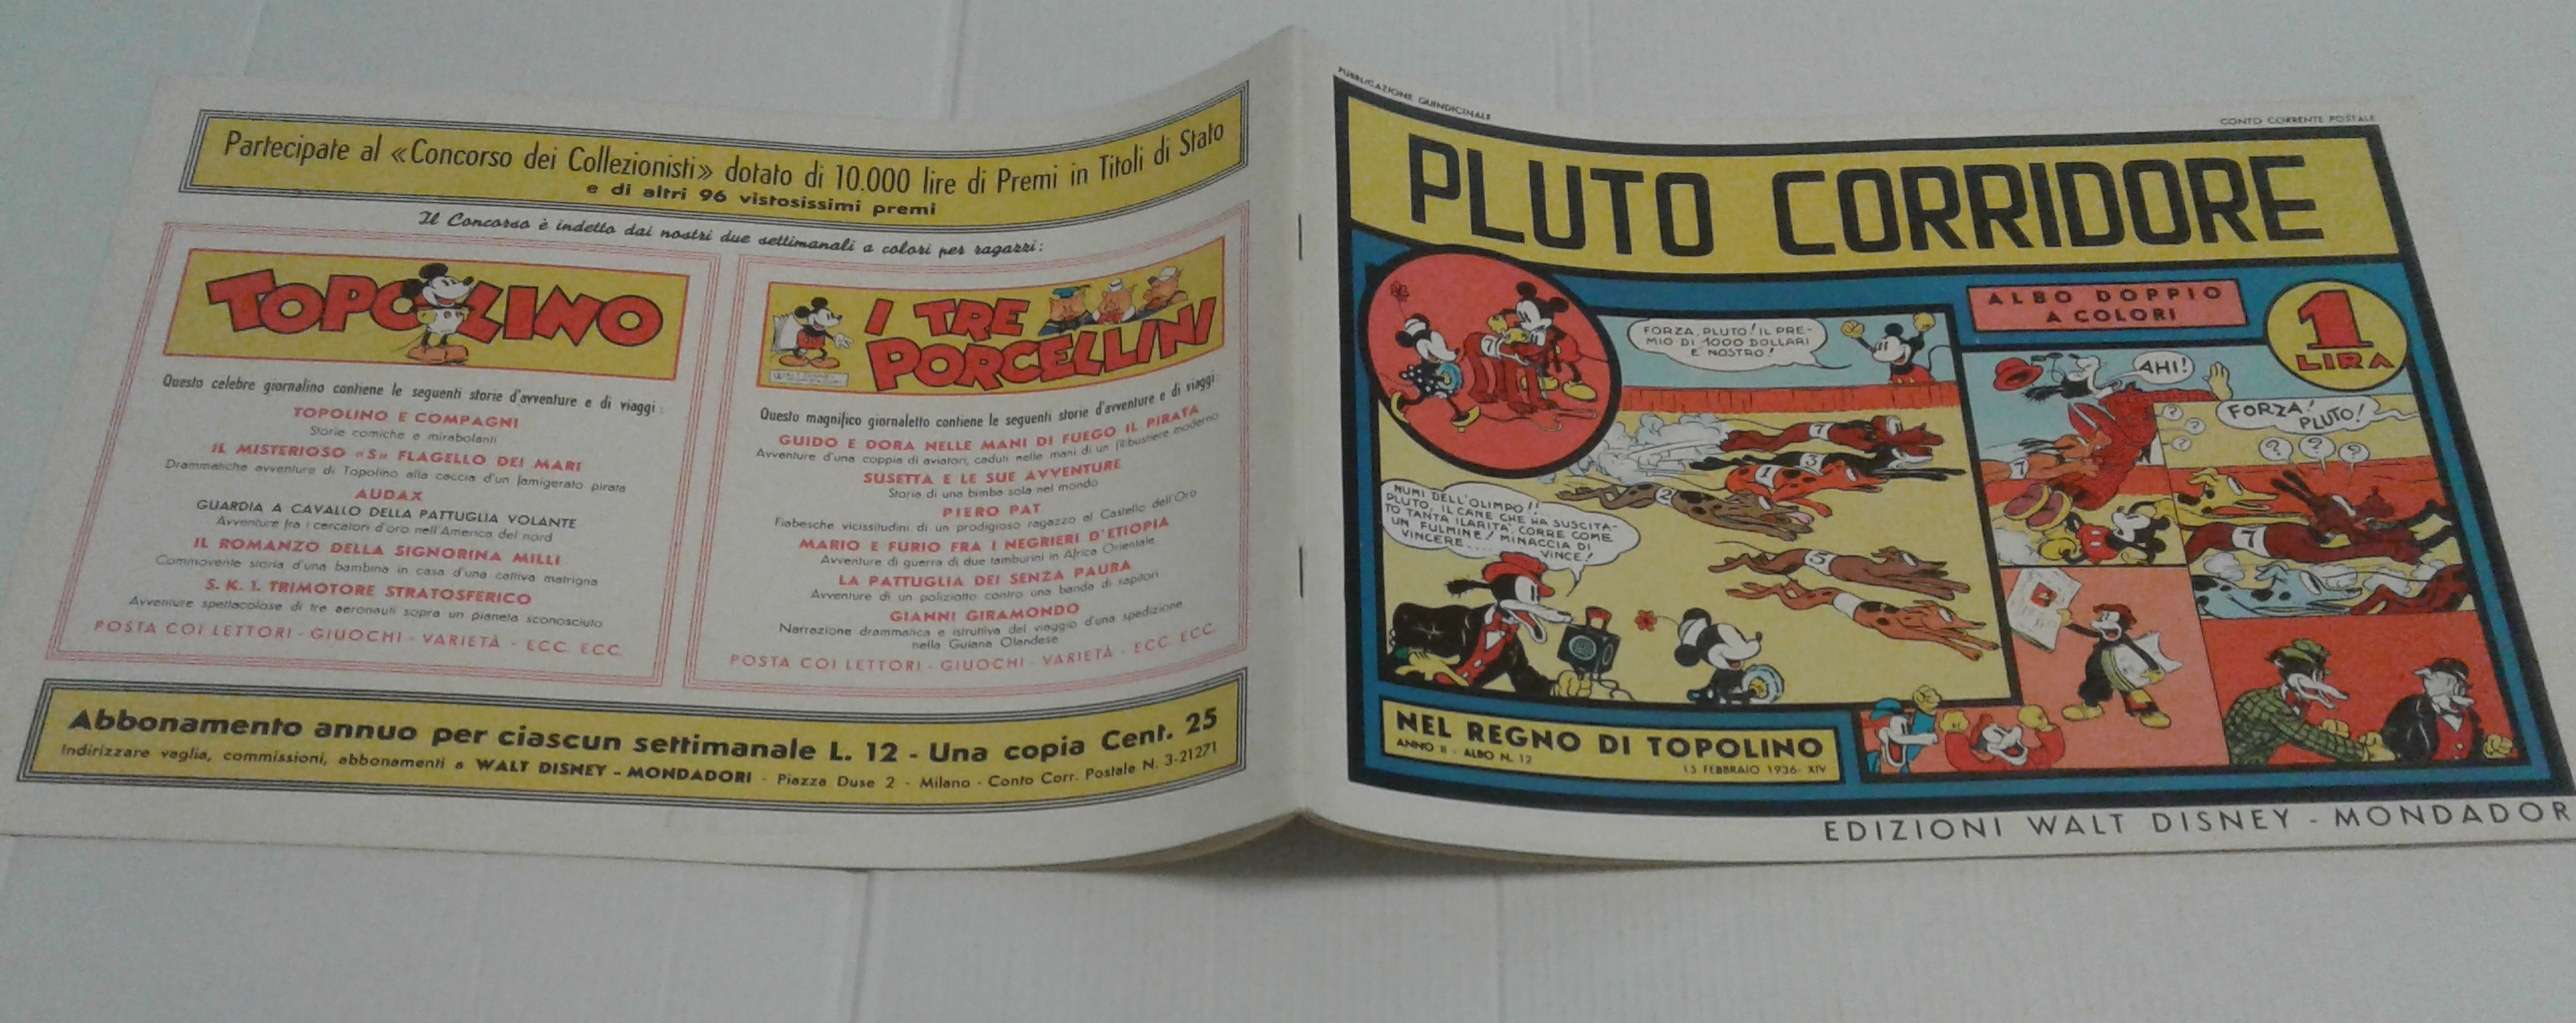 Partecipate al «Concorso dei Collezionisti» dotato di 10.000 lire di Premi in Titoli di Stato
e di altri 96 vistosissimi premi
Il Concorso è indetto dai nostri due settimanali a colori per ragazzi:
TOPOLINO
Questo celebre giornalino contiene le seguenti storie d'avventure e di viaggi:
TOPOLINO E COMPAGNI
Storie comiche e mirabolanti
IL MISTERIOSO «S» FLAGELLO DEI MARI
Drammatiche avventure di Topolino alla caccia d'un famigerato pirata
AUDAX
GUARDIA A CAVALLO DELLA PATTUGLIA VOLANTE
Avventure fra i cercatori d'oro nell'America del nord
IL ROMANZO DELLA SIGNORINA MILLI
Commovente storia d'una bambina in casa d'una cattiva matrigna
S. K. 1. TRIMOTORE STRATOSFERICO
Avventure spettacolose di tre aeronauti sopra un pianeta sconosciuto
POSTA COI LETTORI - GIUOCHI - VARIETÀ - ECC. ECC.
I TRE
PORCELLINI
Questo magnifico giornaletto contiene le seguenti storie d'avventure e di viaggi:
GUIDO E DORA NELLE MANI DI FUEGO IL PIRATA
Avventure d'una coppia di aviatori, caduti nelle mani di un filibustiere moderno
SUSETTA E LE SUE AVVENTURE
Storia di una bimba sola nel mondo
PIERO PAT
Fiabesche vicissitudini di un prodigioso ragazzo al Castello dell'Oro
MARIO E FURIO FRA I NEGRIERI D'ETIOPIA
Avventure di guerra di due tamburini in Africa Orientale
LA PATTUGLIA DEI SENZA PAURA
Avventure di un poliziotto contro una banda di rapitori
GIANNI GIRAMONDO
Narrazione drammatica e istruttiva del viaggio d'una spedizione
nella Guiana Olandese
POSTA COI LETTORI - GIUOCHI - VARIETÀ - ECC. ECC.
Abbonamento annuo per ciascun settimanale L. 12 - Una copia Cent. 25
Indirizzare vaglia, commissioni, abbonamenti a WALT DISNEY - MONDADORI - Piazza Duse 2 - Milano - Conto Corr. Postale N. 3-21271
PUBBLICAZIONE QUINDICINALE
CONTO CORRENTE POSTALE
PLUTO CORRIDORE
ALBO DOPPIO
A COLORI
1
LIRA
FORZA, PLUTO! IL PRE-
MIO DI 1000 DOLLARI
E' NOSTRO!
AHI!
FORZA!
PLUTO!
? ? ?
? ? ?
7
7
7
3
1
2
5
7
NUMI DELL'OLIMPO!!
PLUTO, IL CANE CHE HA SUSCITA-
TO TANTA ILARITA', CORRE COME
UN FULMINE! MINACCIA DI
VINCERE.... VINCE!
NEL REGNO DI TOPOLINO
ANNO II - ALBO N. 12
15 FEBBRAIO 1936-XIV
EDIZIONI WALT DISNEY - MONDADOR